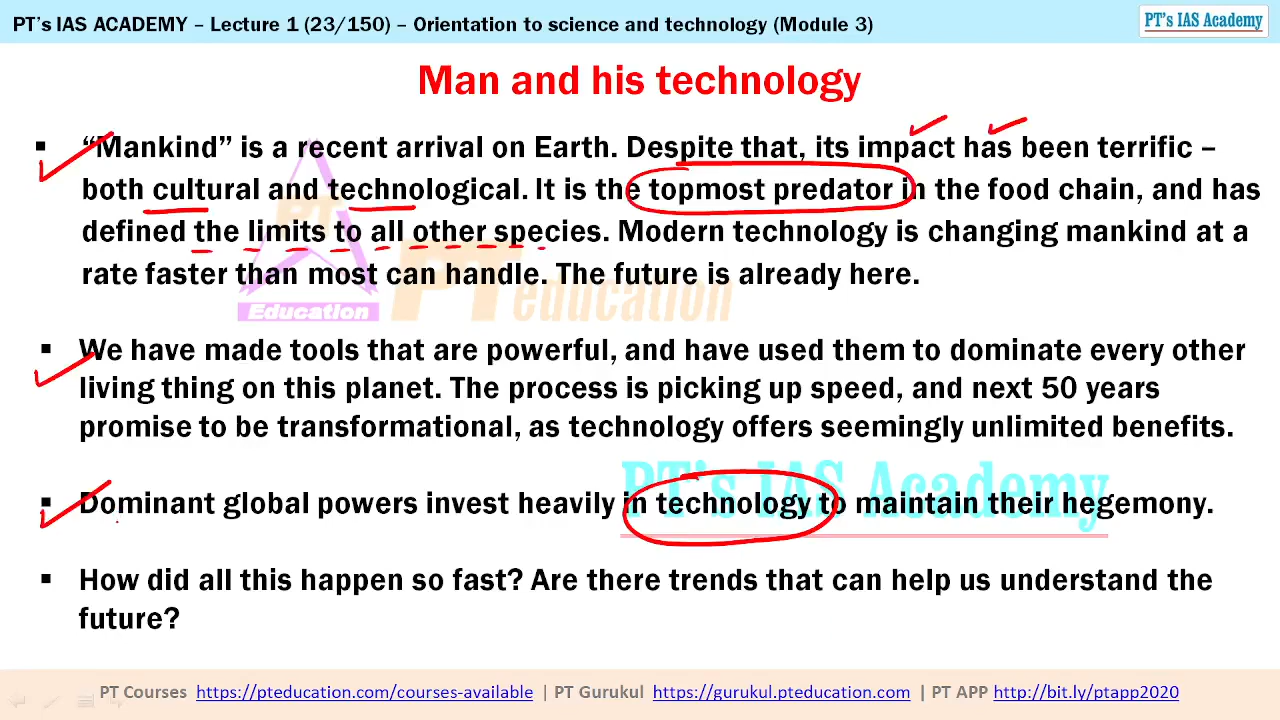 PT's IAS ACADEMY – Lecture 1 (23/150) – Orientation to science and technology (Module 3)
PT's IAS Academy
Man and his technology
▪ “Mankind” is a recent arrival on Earth. Despite that, its impact has been terrific –
both cultural and technological. It is the topmost predator in the food chain, and has
defined the limits to all other species. Modern technology is changing mankind at a
rate faster than most can handle. The future is already here.
PT
Education
PT education
▪ We have made tools that are powerful, and have used them to dominate every other
living thing on this planet. The process is picking up speed, and next 50 years
promise to be transformational, as technology offers seemingly unlimited benefits.
PT's IAS Academy
▪ Dominant global powers invest heavily in technology to maintain their hegemony.
▪ How did all this happen so fast? Are there trends that can help us understand the
future?
PT Courses https://pteducation.com/courses-available | PT Gurukul https://gurukul.pteducation.com | PT APP http://bit.ly/ptapp2020